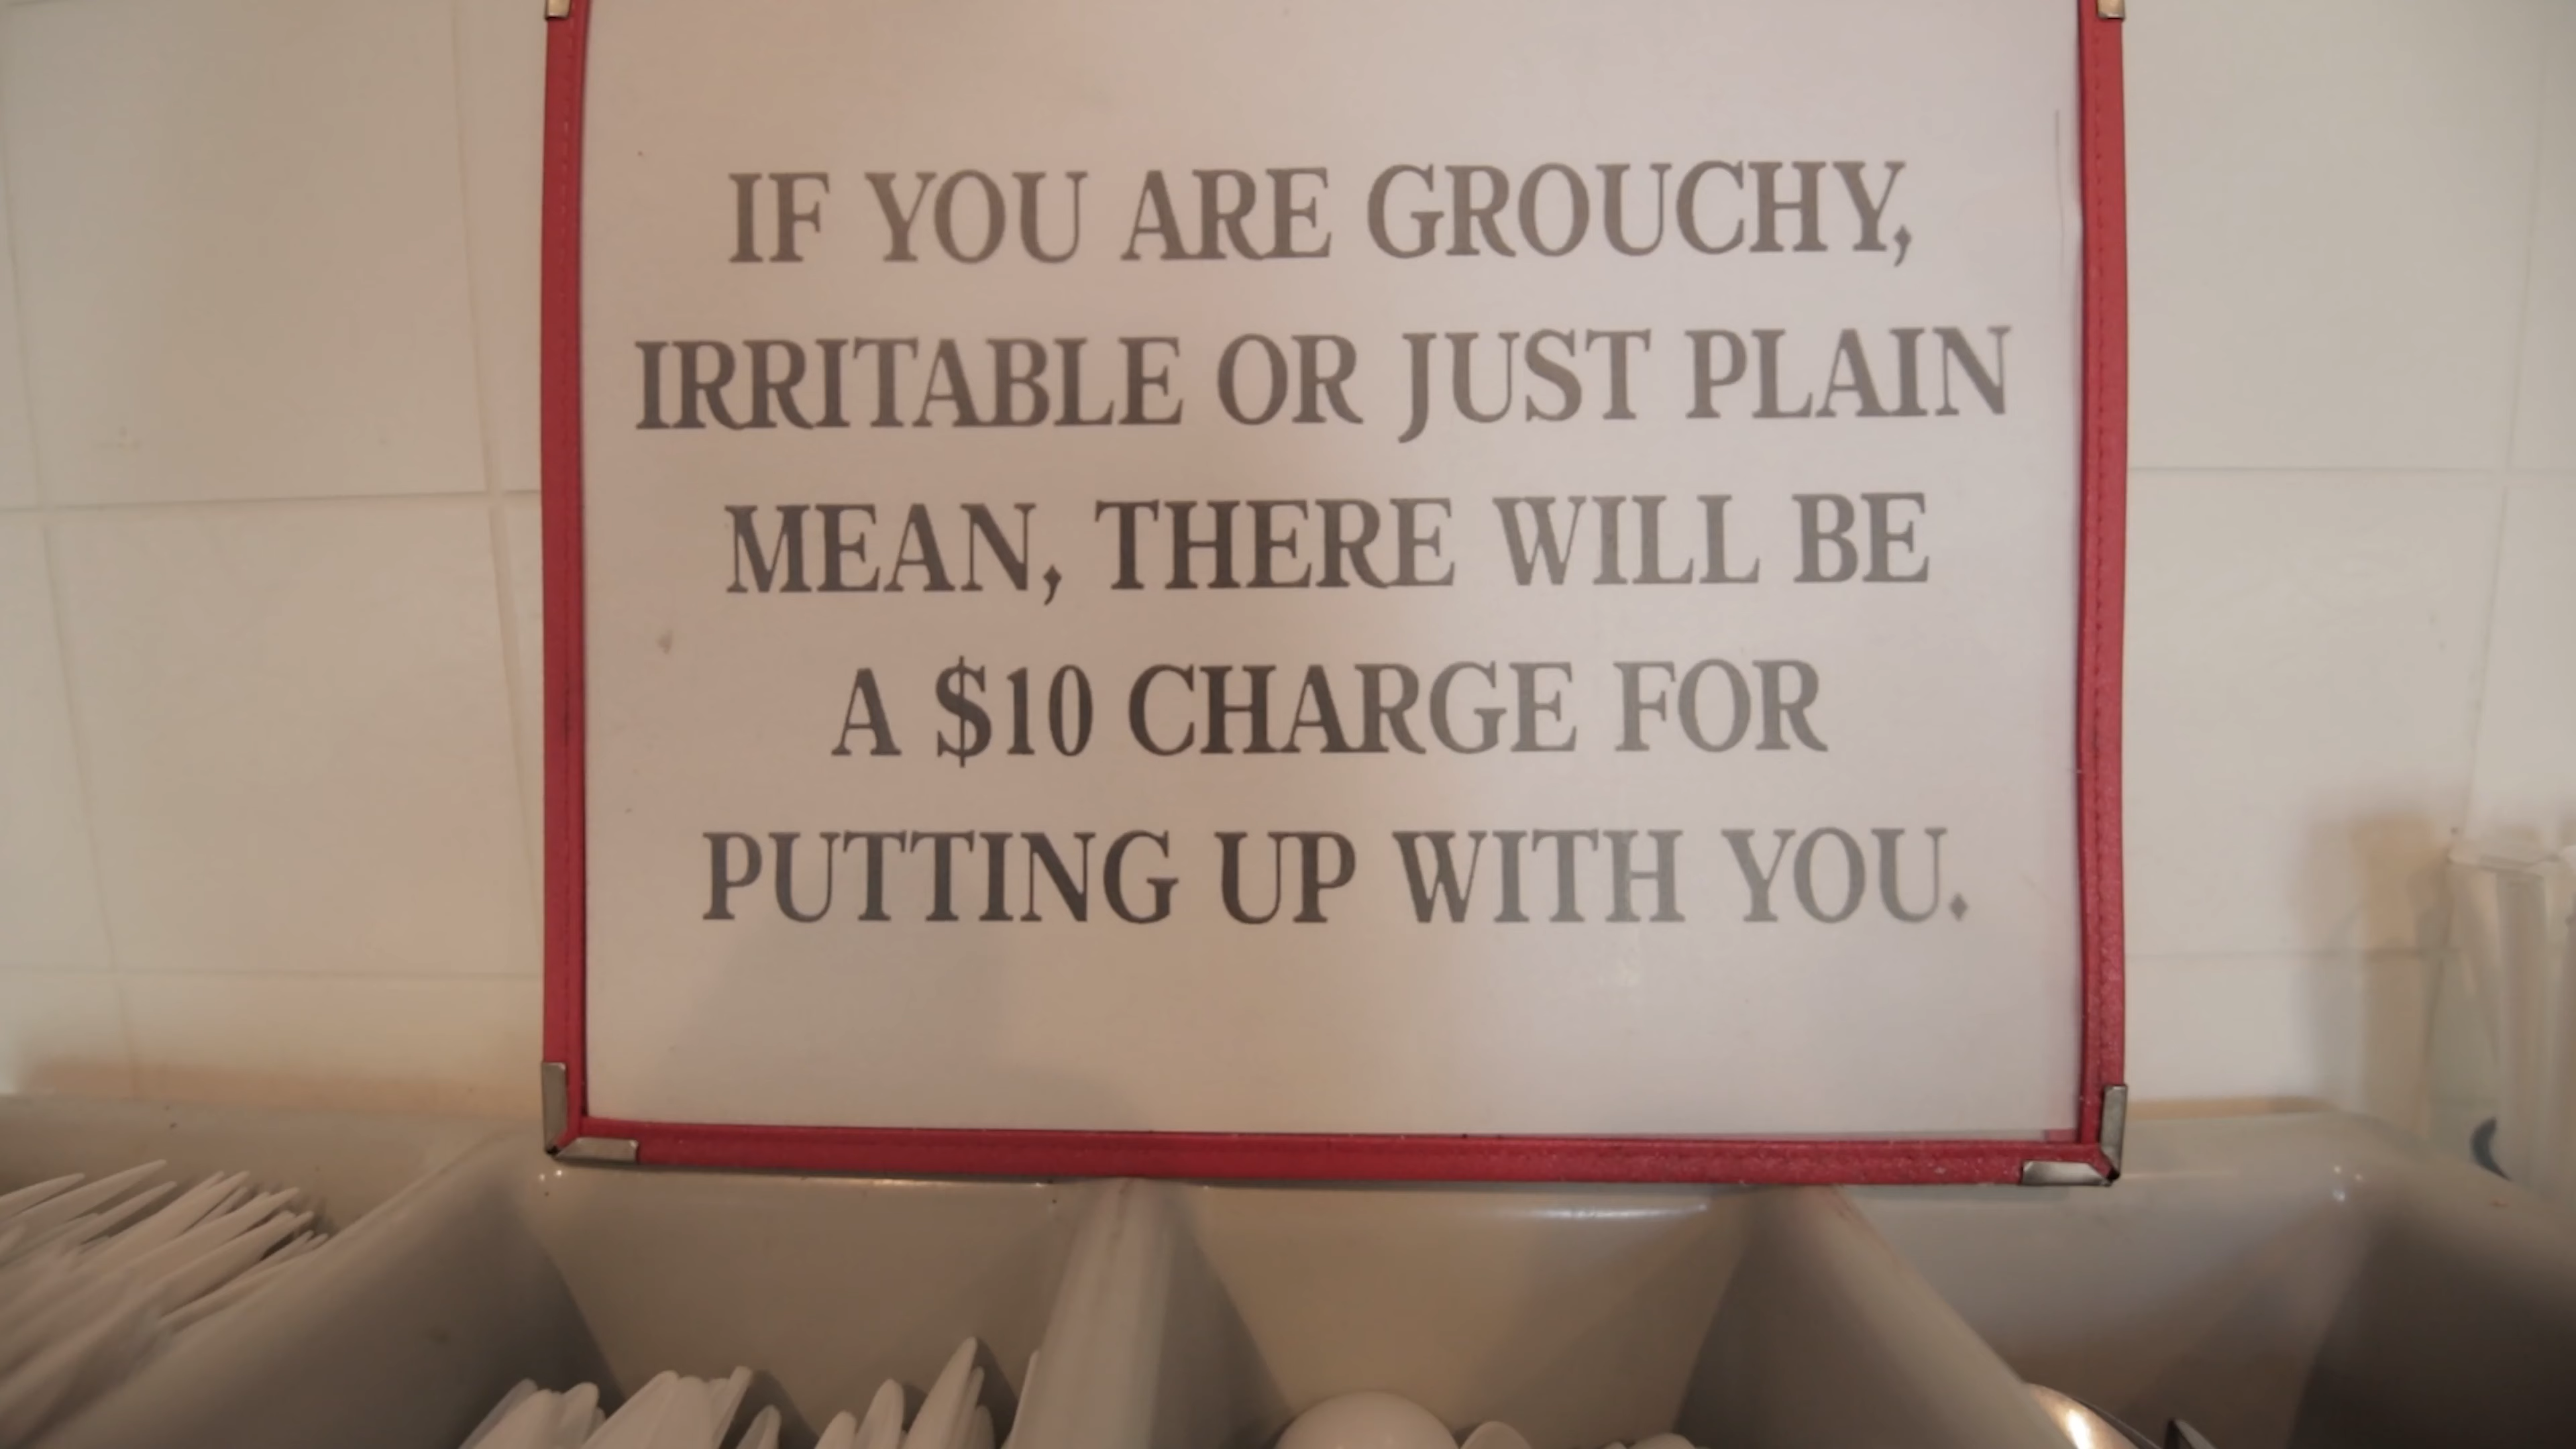 IF YOU ARE GROUCHY,
IRRITABLE OR JUST PLAIN
MEAN, THERE WILL BE
A $10 CHARGE FOR
PUTTING UP WITH YOU.